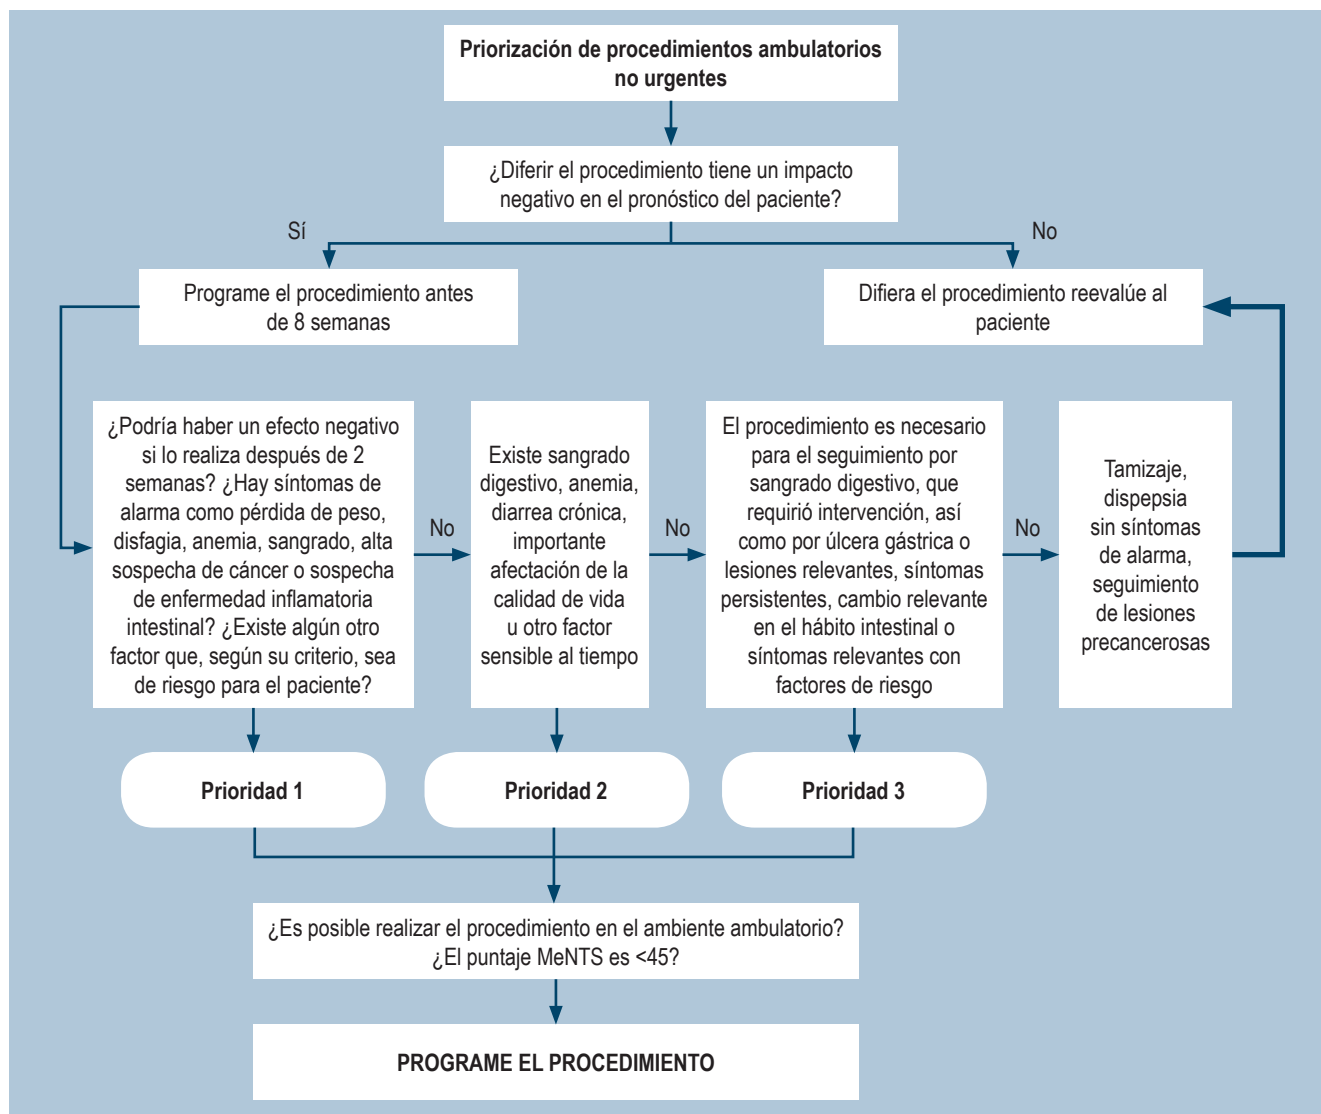 Priorización de procedimientos ambulatorios
no urgentes
¿Diferir el procedimiento tiene un impacto
negativo en el pronóstico del paciente?
Sí
No
Programe el procedimiento antes
de 8 semanas
Difiera el procedimiento reevalúe al
paciente
¿Podría haber un efecto negativo
si lo realiza después de 2
semanas? ¿Hay síntomas de
alarma como pérdida de peso,
disfagia, anemia, sangrado, alta
sospecha de cáncer o sospecha
de enfermedad inflamatoria
intestinal? ¿Existe algún otro
factor que, según su criterio, sea
de riesgo para el paciente?
No
Existe sangrado
digestivo, anemia,
diarrea crónica,
importante
afectación de la
calidad de vida
u otro factor
sensible al tiempo
No
El procedimiento es necesario
para el seguimiento por
sangrado digestivo, que
requirió intervención, así
como por úlcera gástrica o
lesiones relevantes, síntomas
persistentes, cambio relevante
en el hábito intestinal o
síntomas relevantes con
factores de riesgo
No
Tamizaje,
dispepsia
sin síntomas
de alarma,
seguimiento
de lesiones
precancerosas
Prioridad 1
Prioridad 2
Prioridad 3
¿Es posible realizar el procedimiento en el ambiente ambulatorio?
¿El puntaje MeNTS es <45?
PROGRAME EL PROCEDIMIENTO